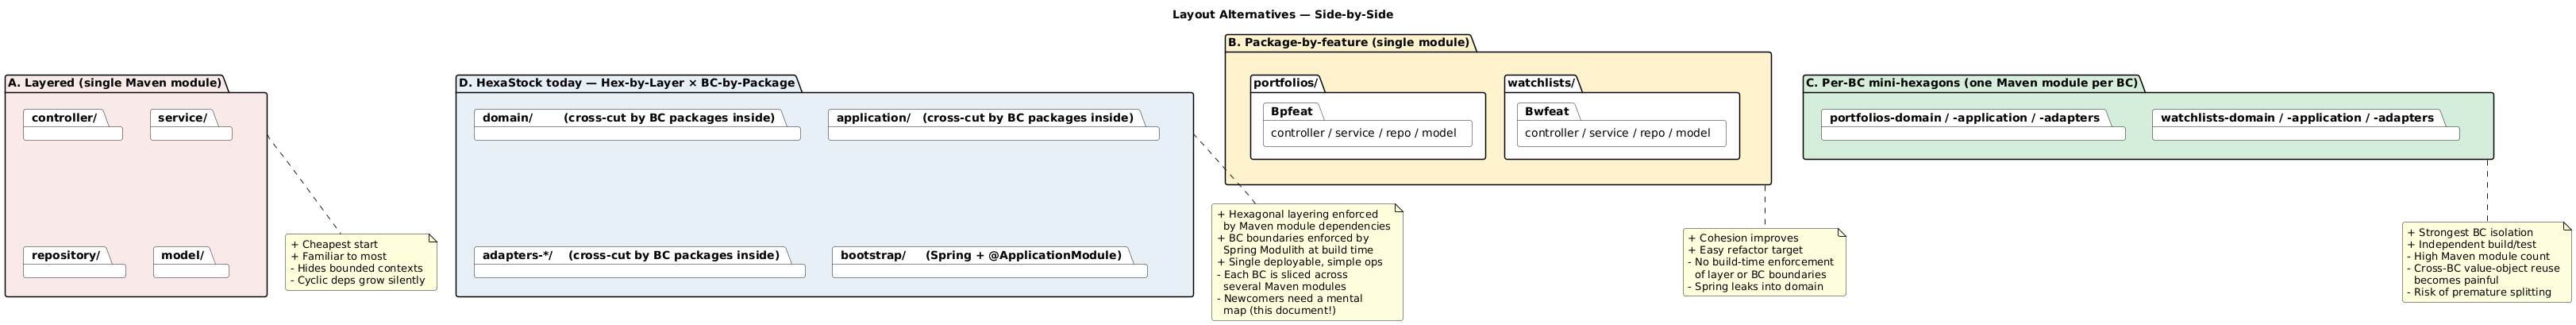 Layout Alternatives — Side-by-Side
A. Layered (single Maven module)
controller/
service/
repository/
model/
+ Cheapest start
+ Familiar to most
- Hides bounded contexts
- Cyclic deps grow silently
D. HexaStock today — Hex-by-Layer × BC-by-Package
domain/ (cross-cut by BC packages inside)
application/ (cross-cut by BC packages inside)
adapters-*/ (cross-cut by BC packages inside)
bootstrap/ (Spring + @ApplicationModule)
+ Hexagonal layering enforced
by Maven module dependencies
+ BC boundaries enforced by
Spring Modulith at build time
+ Single deployable, simple ops
- Each BC is sliced across
several Maven modules
- Newcomers need a mental
map (this document!)
B. Package-by-feature (single module)
portfolios/
Bpfeat
controller / service / repo / model
watchlists/
Bwfeat
controller / service / repo / model
+ Cohesion improves
+ Easy refactor target
- No build-time enforcement
of layer or BC boundaries
- Spring leaks into domain
C. Per-BC mini-hexagons (one Maven module per BC)
portfolios-domain / -application / -adapters
watchlists-domain / -application / -adapters
+ Strongest BC isolation
+ Independent build/test
- High Maven module count
- Cross-BC value-object reuse
becomes painful
- Risk of premature splitting